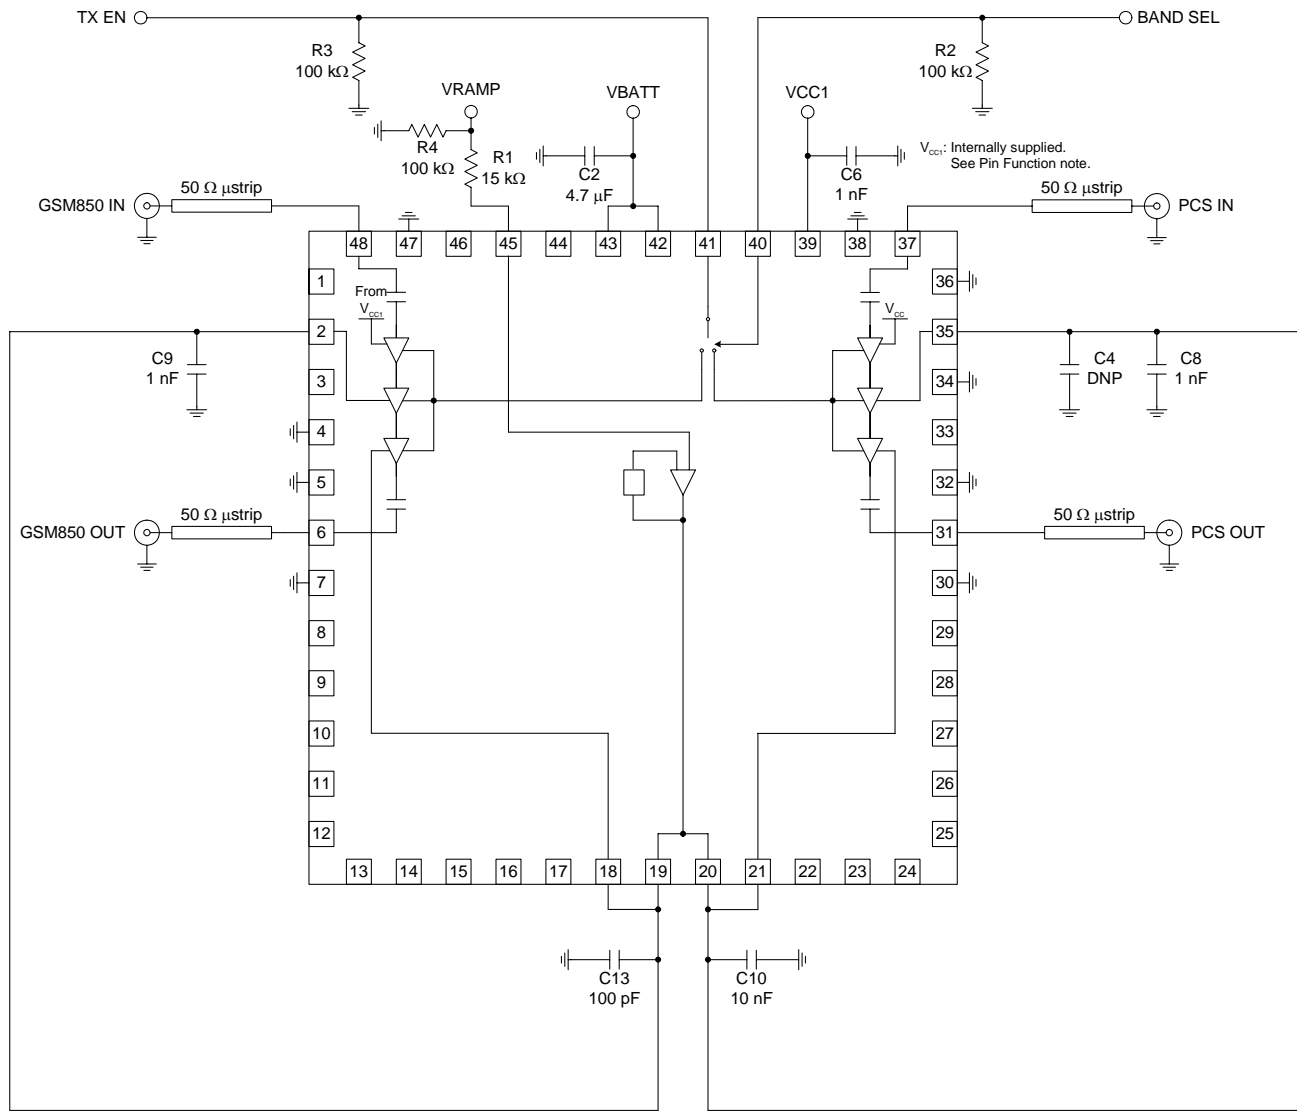 TX EN
BAND SEL
R3
100 kΩ
R2
100 kΩ
VRAMP
VBATT
VCC1
R4
100 kΩ
R1
15 kΩ
C2
4.7 µF
C6
1 nF
VCC1: Internally supplied.
See Pin Function note.
GSM850 IN
50 Ω µstrip
50 Ω µstrip
PCS IN
48
47
46
45
44
43
42
41
40
39
38
37
1
36
From
VCC1
VCC
2
35
C9
1 nF
C4
DNP
C8
1 nF
3
34
4
33
5
32
GSM850 OUT
50 Ω µstrip
6
31
50 Ω µstrip
PCS OUT
7
30
8
29
9
28
10
27
11
26
12
25
13
14
15
16
17
18
19
20
21
22
23
24
C13
100 pF
C10
10 nF